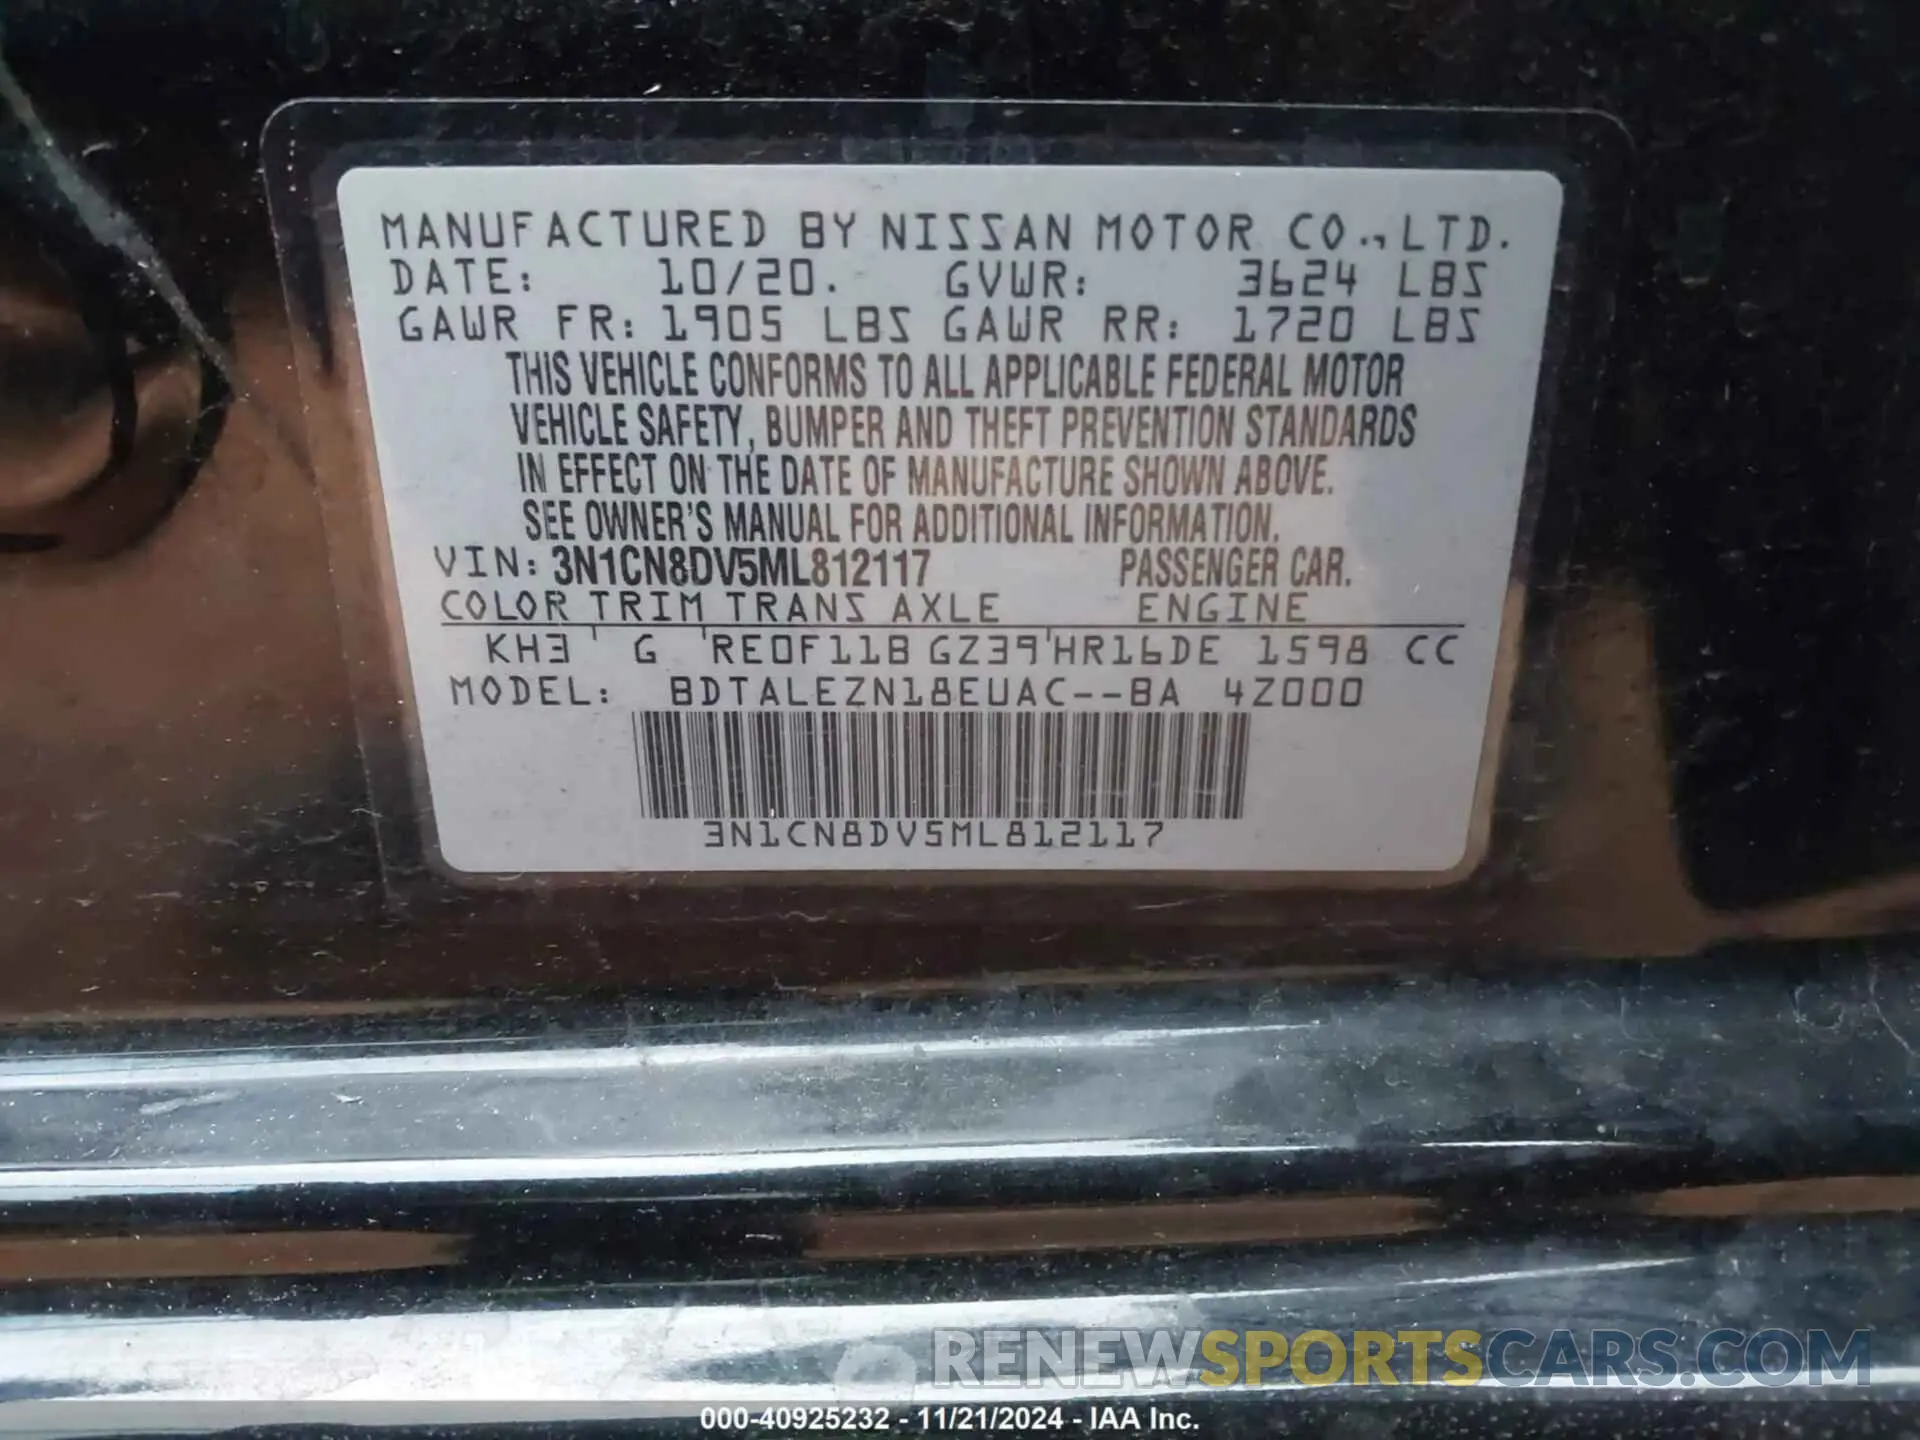 MANUFACTURED BY NISSAN MOTOR CO., LTD.
DATE: 10/20. GVWR: 3624 LBS
GAWR FR: 1905 LBS GAWR RR: 1720 LBS
THIS VEHICLE CONFORMS TO ALL APPLICABLE FEDERAL MOTOR
VEHICLE SAFETY, BUMPER AND THEFT PREVENTION STANDARDS
IN EFFECT ON THE DATE OF MANUFACTURE SHOWN ABOVE.
SEE OWNER'S MANUAL FOR ADDITIONAL INFORMATION.
VIN: 3N1CN8DV5ML812117 PASSENGER CAR.
COLOR TRIM TRANS AXLE ENGINE
KH3 ' G ' RE0F11B GZ39 ' HR16DE 1598 CC
MODEL: BDTALEZN18EUAC--BA 4Z000
3N1CN8DV5ML812117
RENEWSPORTSCARS.COM
000-40925232 - 11/21/2024 - IAA Inc.